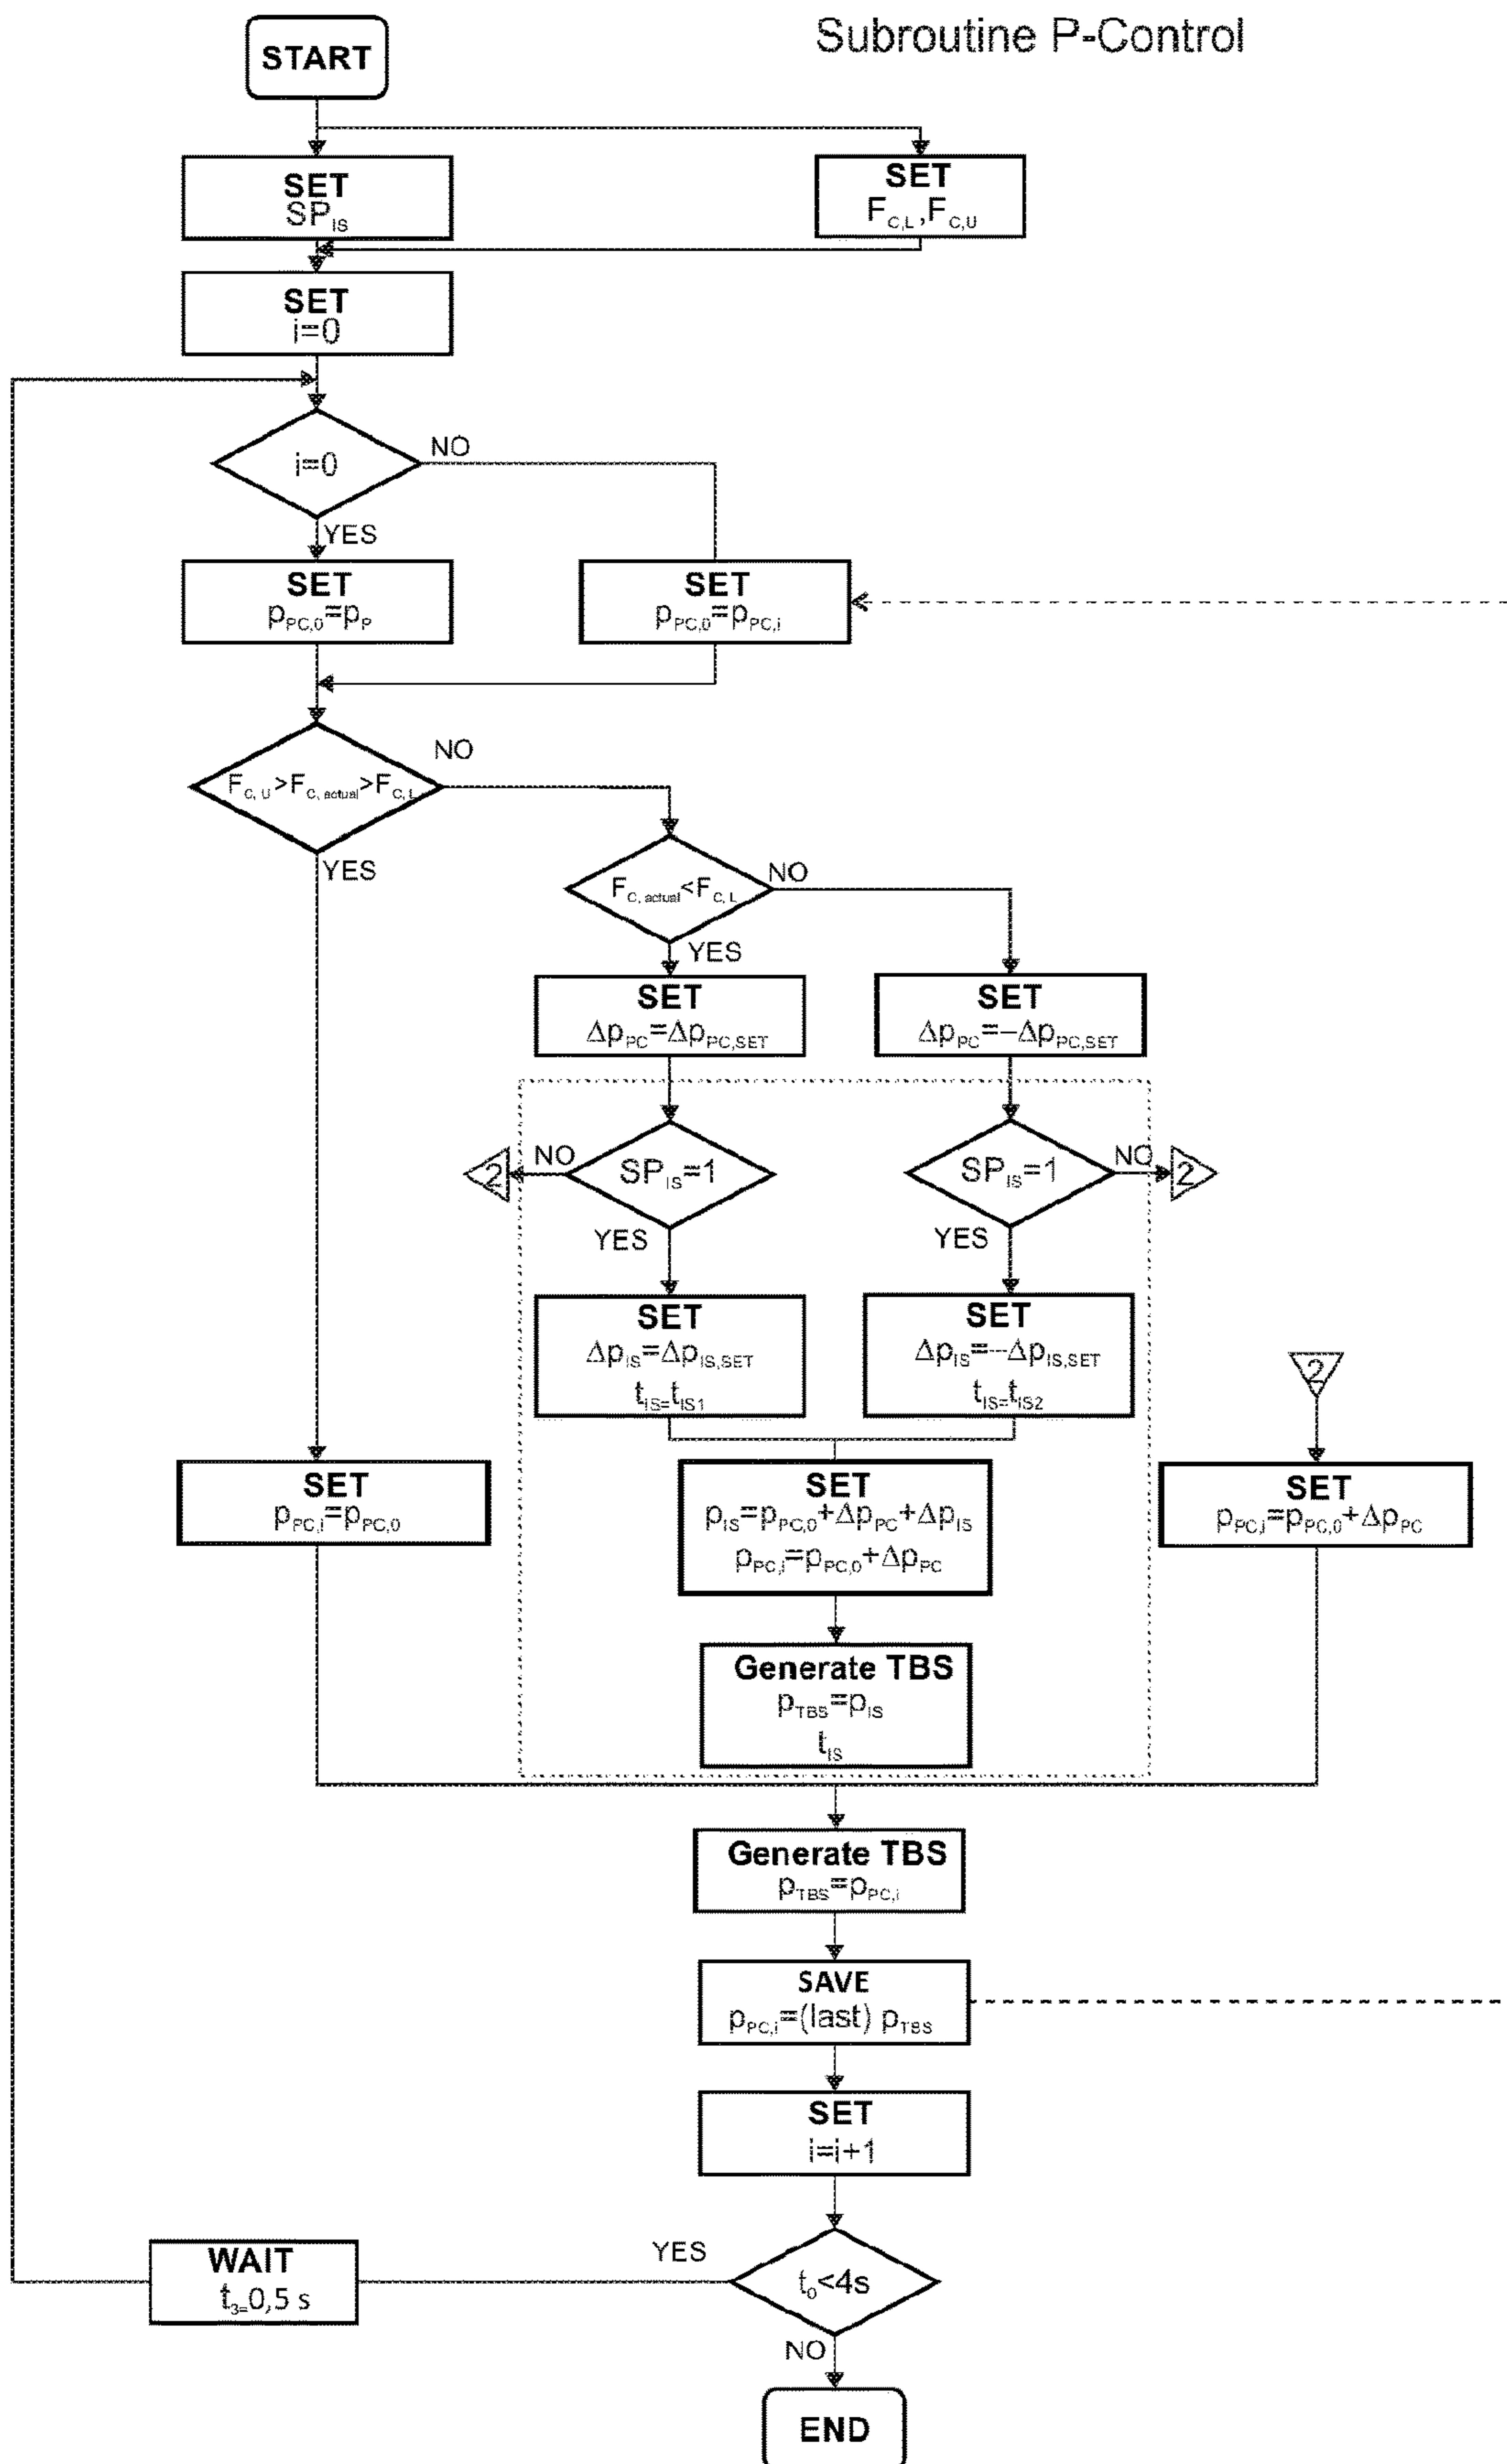 Subroutine P-Control
START
SET
SP_IS
SET
F_C,L,F_C,U
SET
i=0
i=0
NO
YES
SET
p_PC,0=p_P
SET
p_PC,0=p_PC,i
F_C,U>F_C,actual>F_C,L
NO
YES
F_C,actual<F_C,L
NO
YES
SET
Δp_PC=Δp_PC,SET
SET
Δp_PC=–Δp_PC,SET
2
NO
SP_IS=1
YES
SP_IS=1
NO
2
YES
SET
Δp_IS=Δp_IS,SET
t_IS=t_IS1
SET
Δp_IS=–Δp_IS,SET
t_IS=t_IS2
2
SET
p_PC,i=p_PC,0
SET
p_IS=p_PC,0+Δp_PC+Δp_IS
p_PC,i=p_PC,0+Δp_PC
SET
p_PC,i=p_PC,0+Δp_PC
Generate TBS
p_TBS=p_IS
t_IS
Generate TBS
p_TBS=p_PC,i
SAVE
p_PC,i=(last) p_TBS
SET
i=i+1
t_0<4s
YES
WAIT
t_3=0,5 s
NO
END